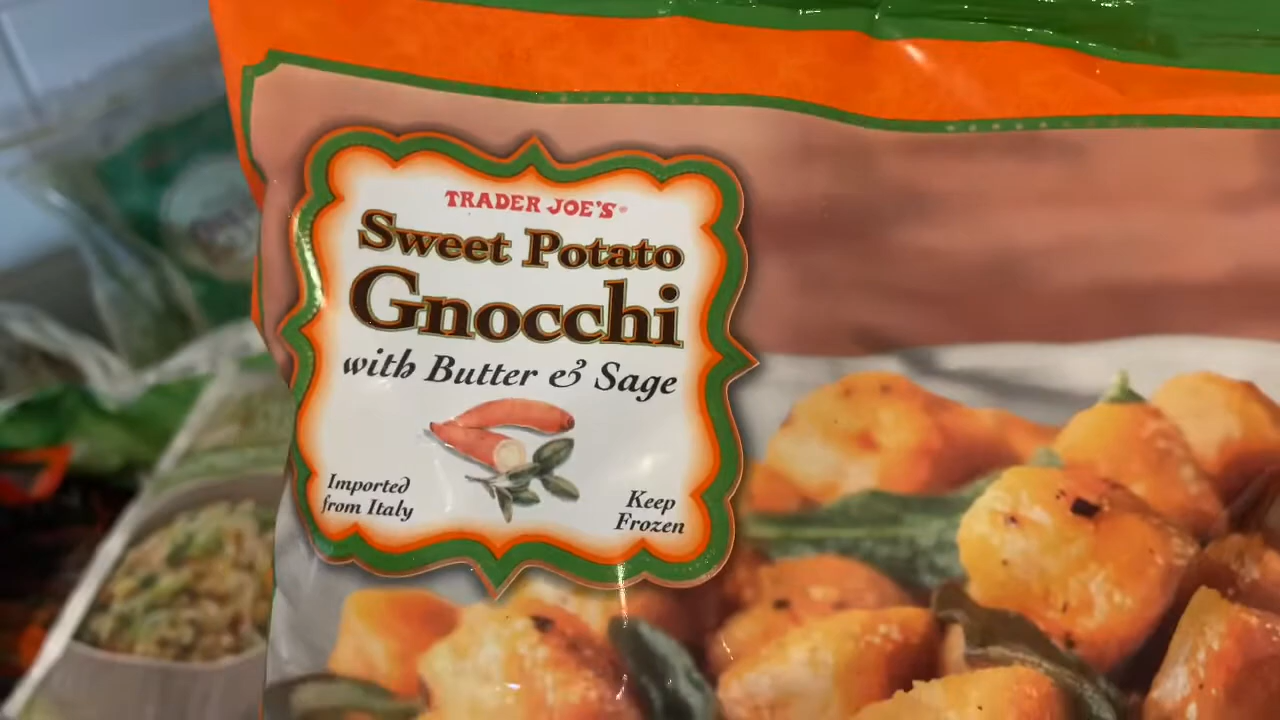 TRADER JOE'S
Sweet Potato
Gnocchi
with Butter & Sage
Imported
from Italy
Keep
Frozen